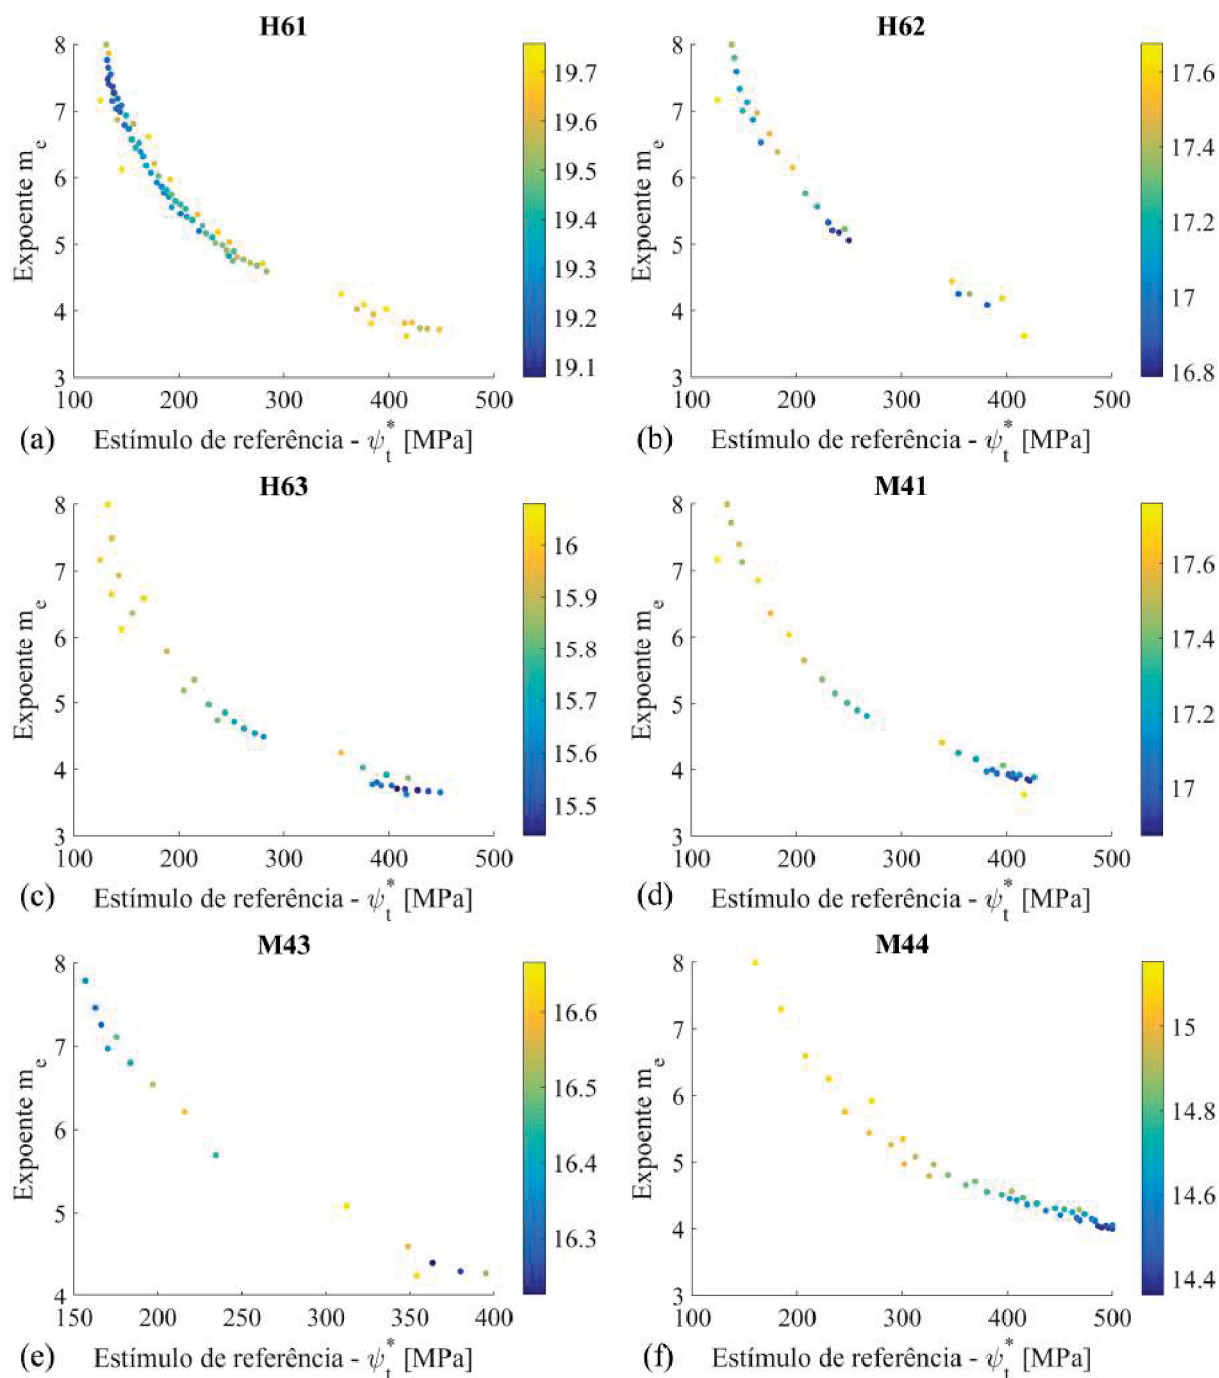 H61
8
7
6
5
4
3
100 200 300 400 500
Expoente m_e
19.7
19.6
19.5
19.4
19.3
19.2
19.1
(a) Estímulo de referência - ψ_t^* [MPa]
H62
8
7
6
5
4
3
100 200 300 400 500
Expoente m_e
17.6
17.4
17.2
17
16.8
(b) Estímulo de referência - ψ_t^* [MPa]
H63
8
7
6
5
4
3
100 200 300 400 500
Expoente m_e
16
15.9
15.8
15.7
15.6
15.5
(c) Estímulo de referência - ψ_t^* [MPa]
M41
8
7
6
5
4
3
100 200 300 400 500
Expoente m_e
17.6
17.4
17.2
17
(d) Estímulo de referência - ψ_t^* [MPa]
M43
8
7
6
5
4
150 200 250 300 350 400
Expoente m_e
16.6
16.5
16.4
16.3
(e) Estímulo de referência - ψ_t^* [MPa]
M44
8
7
6
5
4
3
100 200 300 400 500
Expoente m_e
15
14.8
14.6
14.4
(f) Estímulo de referência - ψ_t^* [MPa]